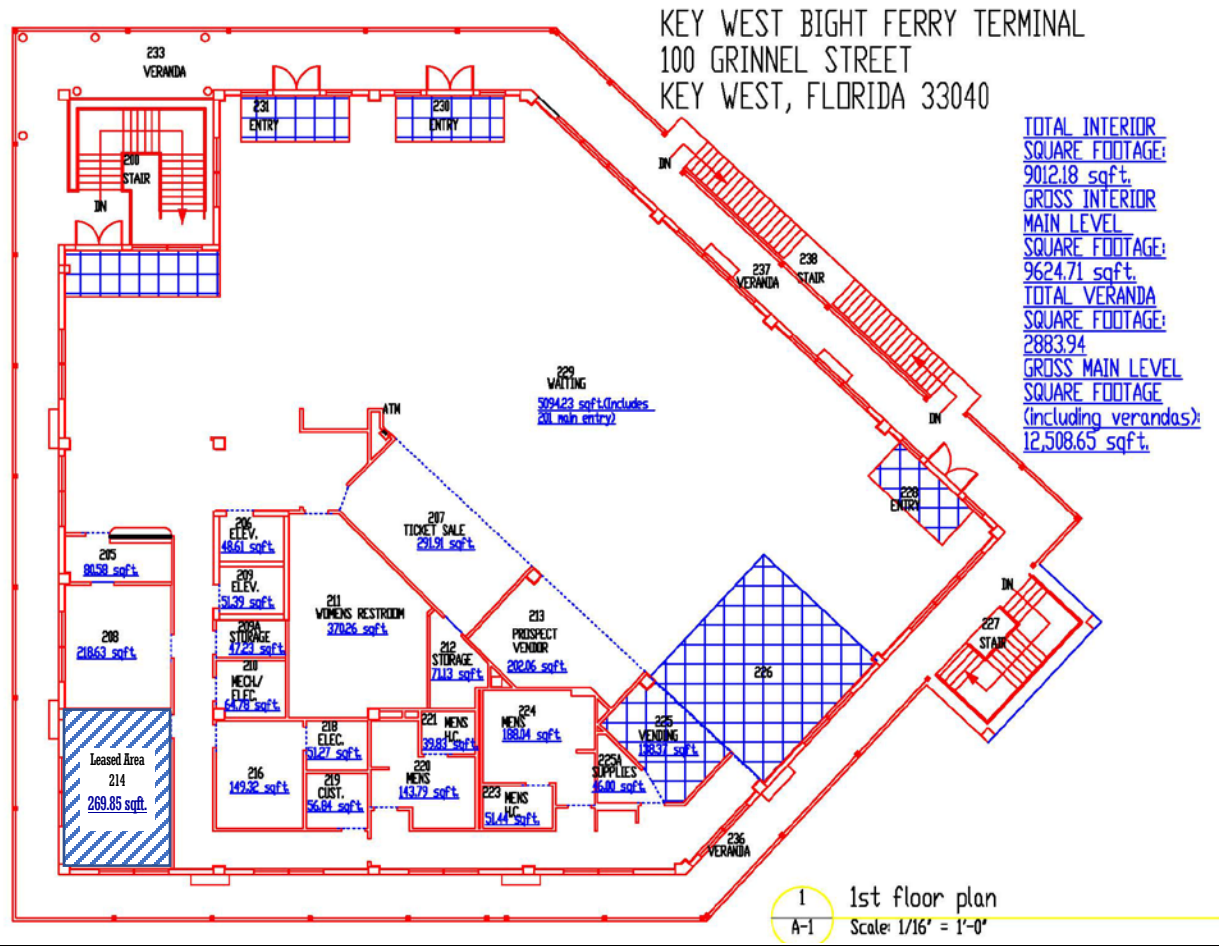 KEY WEST BIGHT FERRY TERMINAL
100 GRINNEL STREET
KEY WEST, FLORIDA 33040
TOTAL INTERIOR
SQUARE FOOTAGE:
9012.18 sqft.
GROSS INTERIOR
MAIN LEVEL
SQUARE FOOTAGE:
9624.71 sqft.
TOTAL VERANDA
SQUARE FOOTAGE:
2883.94
GROSS MAIN LEVEL
SQUARE FOOTAGE
(including verandas):
12,508.65 sqft.
233
VERANDA
231
ENTRY
230
ENTRY
200
STAIR
DN
DN
237
VERANDA
238
STAIR
229
WAITING
5094.23 sqft.(Includes
201 main entry)
ATM
DN
228
ENTRY
207
TICKET SALE
291.91 sqft.
206
ELEV.
48.61 sqft.
205
80.58 sqft.
209
ELEV.
51.39 sqft.
211
WOMENS RESTROOM
370.26 sqft.
213
PROSPECT
VENDOR
202.06 sqft.
DN
227
STAIR
209A
STORAGE
47.23 sqft.
208
218.63 sqft.
212
STORAGE
71.13 sqft.
210
MECH./
ELEC.
64.78 sqft.
226
224
MENS
188.04 sqft.
221 MENS
H.C.
39.83 sqft.
225
VENDING
138.37 sqft.
218
ELEC.
51.27 sqft.
Leased Area
214
269.85 sqft.
216
149.32 sqft.
219
CUST.
56.84 sqft.
220
MENS
143.79 sqft.
225A
SUPPLIES
46.00 sqft.
223 MENS
H.C.
51.44 sqft.
236
VERANDA
1
A-1
1st floor plan
Scale: 1/16" = 1'-0"